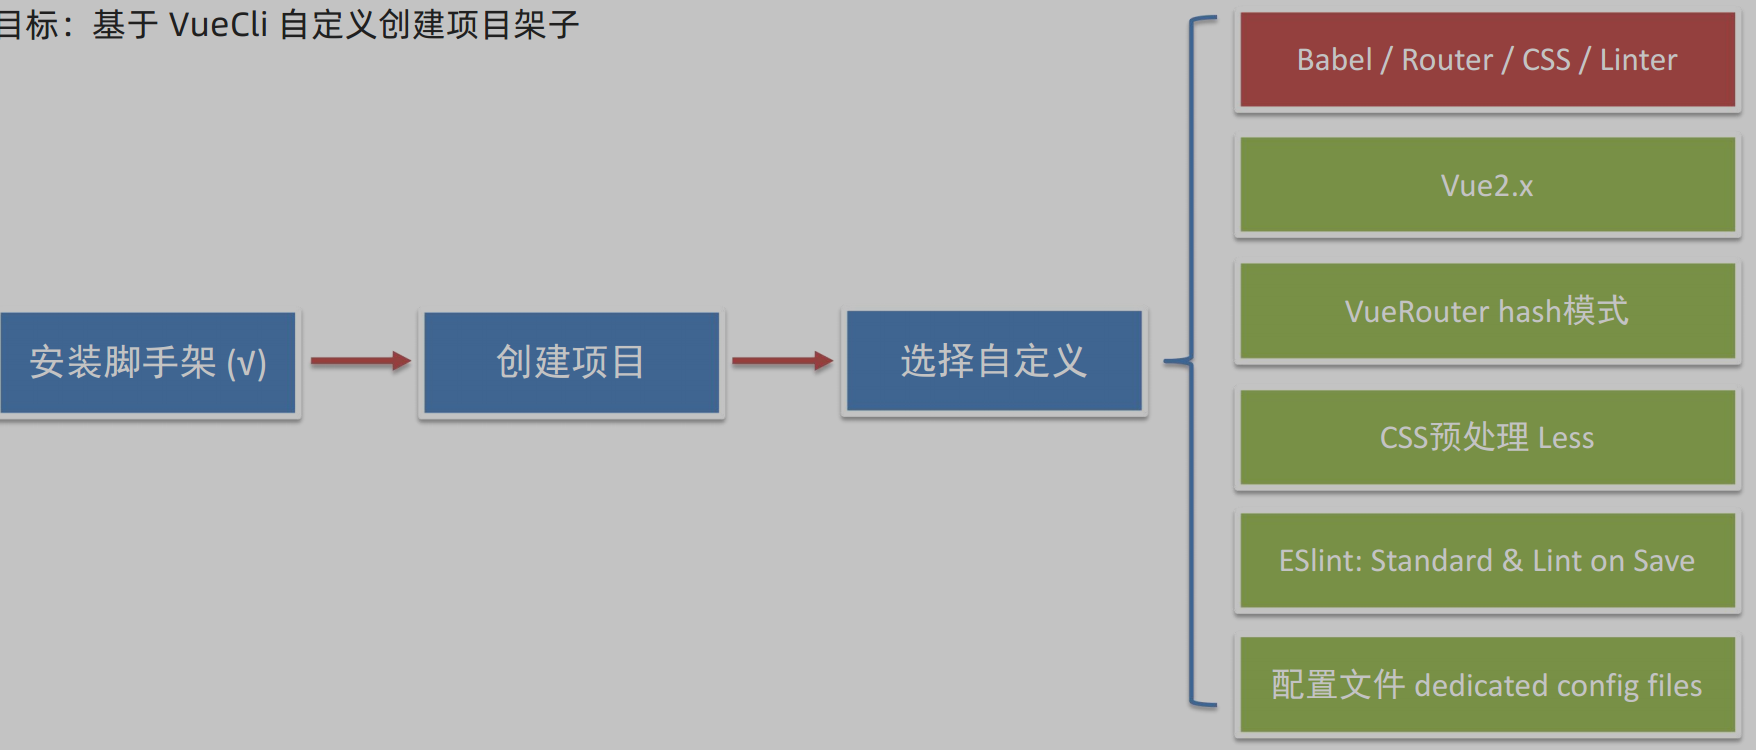 目标：基于 VueCli 自定义创建项目架子
安装脚手架 (√)
创建项目
选择自定义
Babel / Router / CSS / Linter
Vue2.x
VueRouter hash模式
CSS预处理 Less
ESlint: Standard & Lint on Save
配置文件 dedicated config files